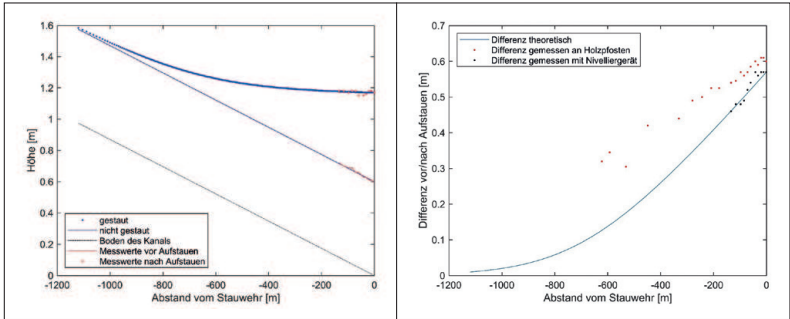 1.6
1.4
1.2
1
0.8
0.6
0.4
0.2
0
Höhe [m]
gestaut
nicht gestaut
Boden des Kanals
Messwerte vor Aufstauen
Messwerte nach Aufstauen
-1200 -1000 -800 -600 -400 -200 0
Abstand vom Stauwehr [m]
0.7
0.6
0.5
0.4
0.3
0.2
0.1
0
Differenz vor/nach Aufstauen [m]
Differenz theoretisch
Differenz gemessen an Holzpfosten
Differenz gemessen mit Nivelliergerät
-1200 -1000 -800 -600 -400 -200 0
Abstand vom Stauwehr [m]